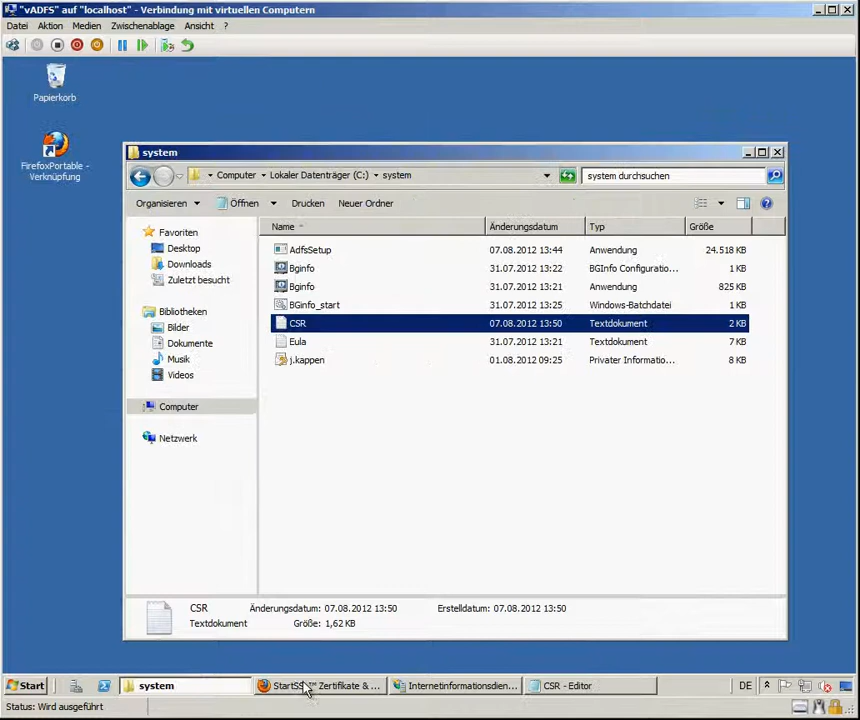 "vADFS" auf "localhost" - Verbindung mit virtuellen Computern
Datei Aktion Medien Zwischenablage Ansicht ?
Papierkorb
FirefoxPortable -
Verknüpfung
system
Computer Lokaler Datenträger (C:) system
system durchsuchen
Organisieren Öffnen Drucken Neuer Ordner
Name Änderungsdatum Typ Größe
Favoriten
Desktop
Downloads
Zuletzt besucht
Bibliotheken
Bilder
Dokumente
Musik
Videos
Computer
Netzwerk
AdfsSetup 07.08.2012 13:44 Anwendung 24.518 KB
Bginfo 31.07.2012 13:22 BGInfo Configuratio... 1 KB
Bginfo 31.07.2012 13:21 Anwendung 825 KB
BGinfo_start 31.07.2012 13:25 Windows-Batchdatei 1 KB
CSR 07.08.2012 13:50 Textdokument 2 KB
Eula 31.07.2012 13:21 Textdokument 7 KB
j.kappen 01.08.2012 09:25 Privater Informatio... 8 KB
CSR Änderungsdatum: 07.08.2012 13:50 Erstelldatum: 07.08.2012 13:50
Textdokument Größe: 1,62 KB
Start system StartSSL™ Zertifikate & ... Internetinformationsdien... CSR - Editor DE
Status: Wird ausgeführt